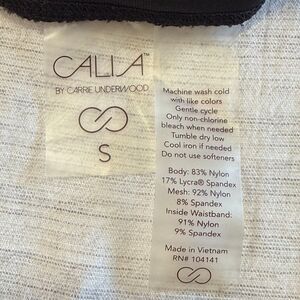 CALIA™
BY CARRIE UNDERWOOD
S
Machine wash cold
with like colors
Gentle cycle
Only non-chlorine
bleach when needed
Tumble dry low
Cool iron if needed
Do not use softeners
Body: 83% Nylon
17% Lycra® Spandex
Mesh: 92% Nylon
8% Spandex
Inside Waistband:
91% Nylon
9% Spandex
Made in Vietnam
RN# 104141